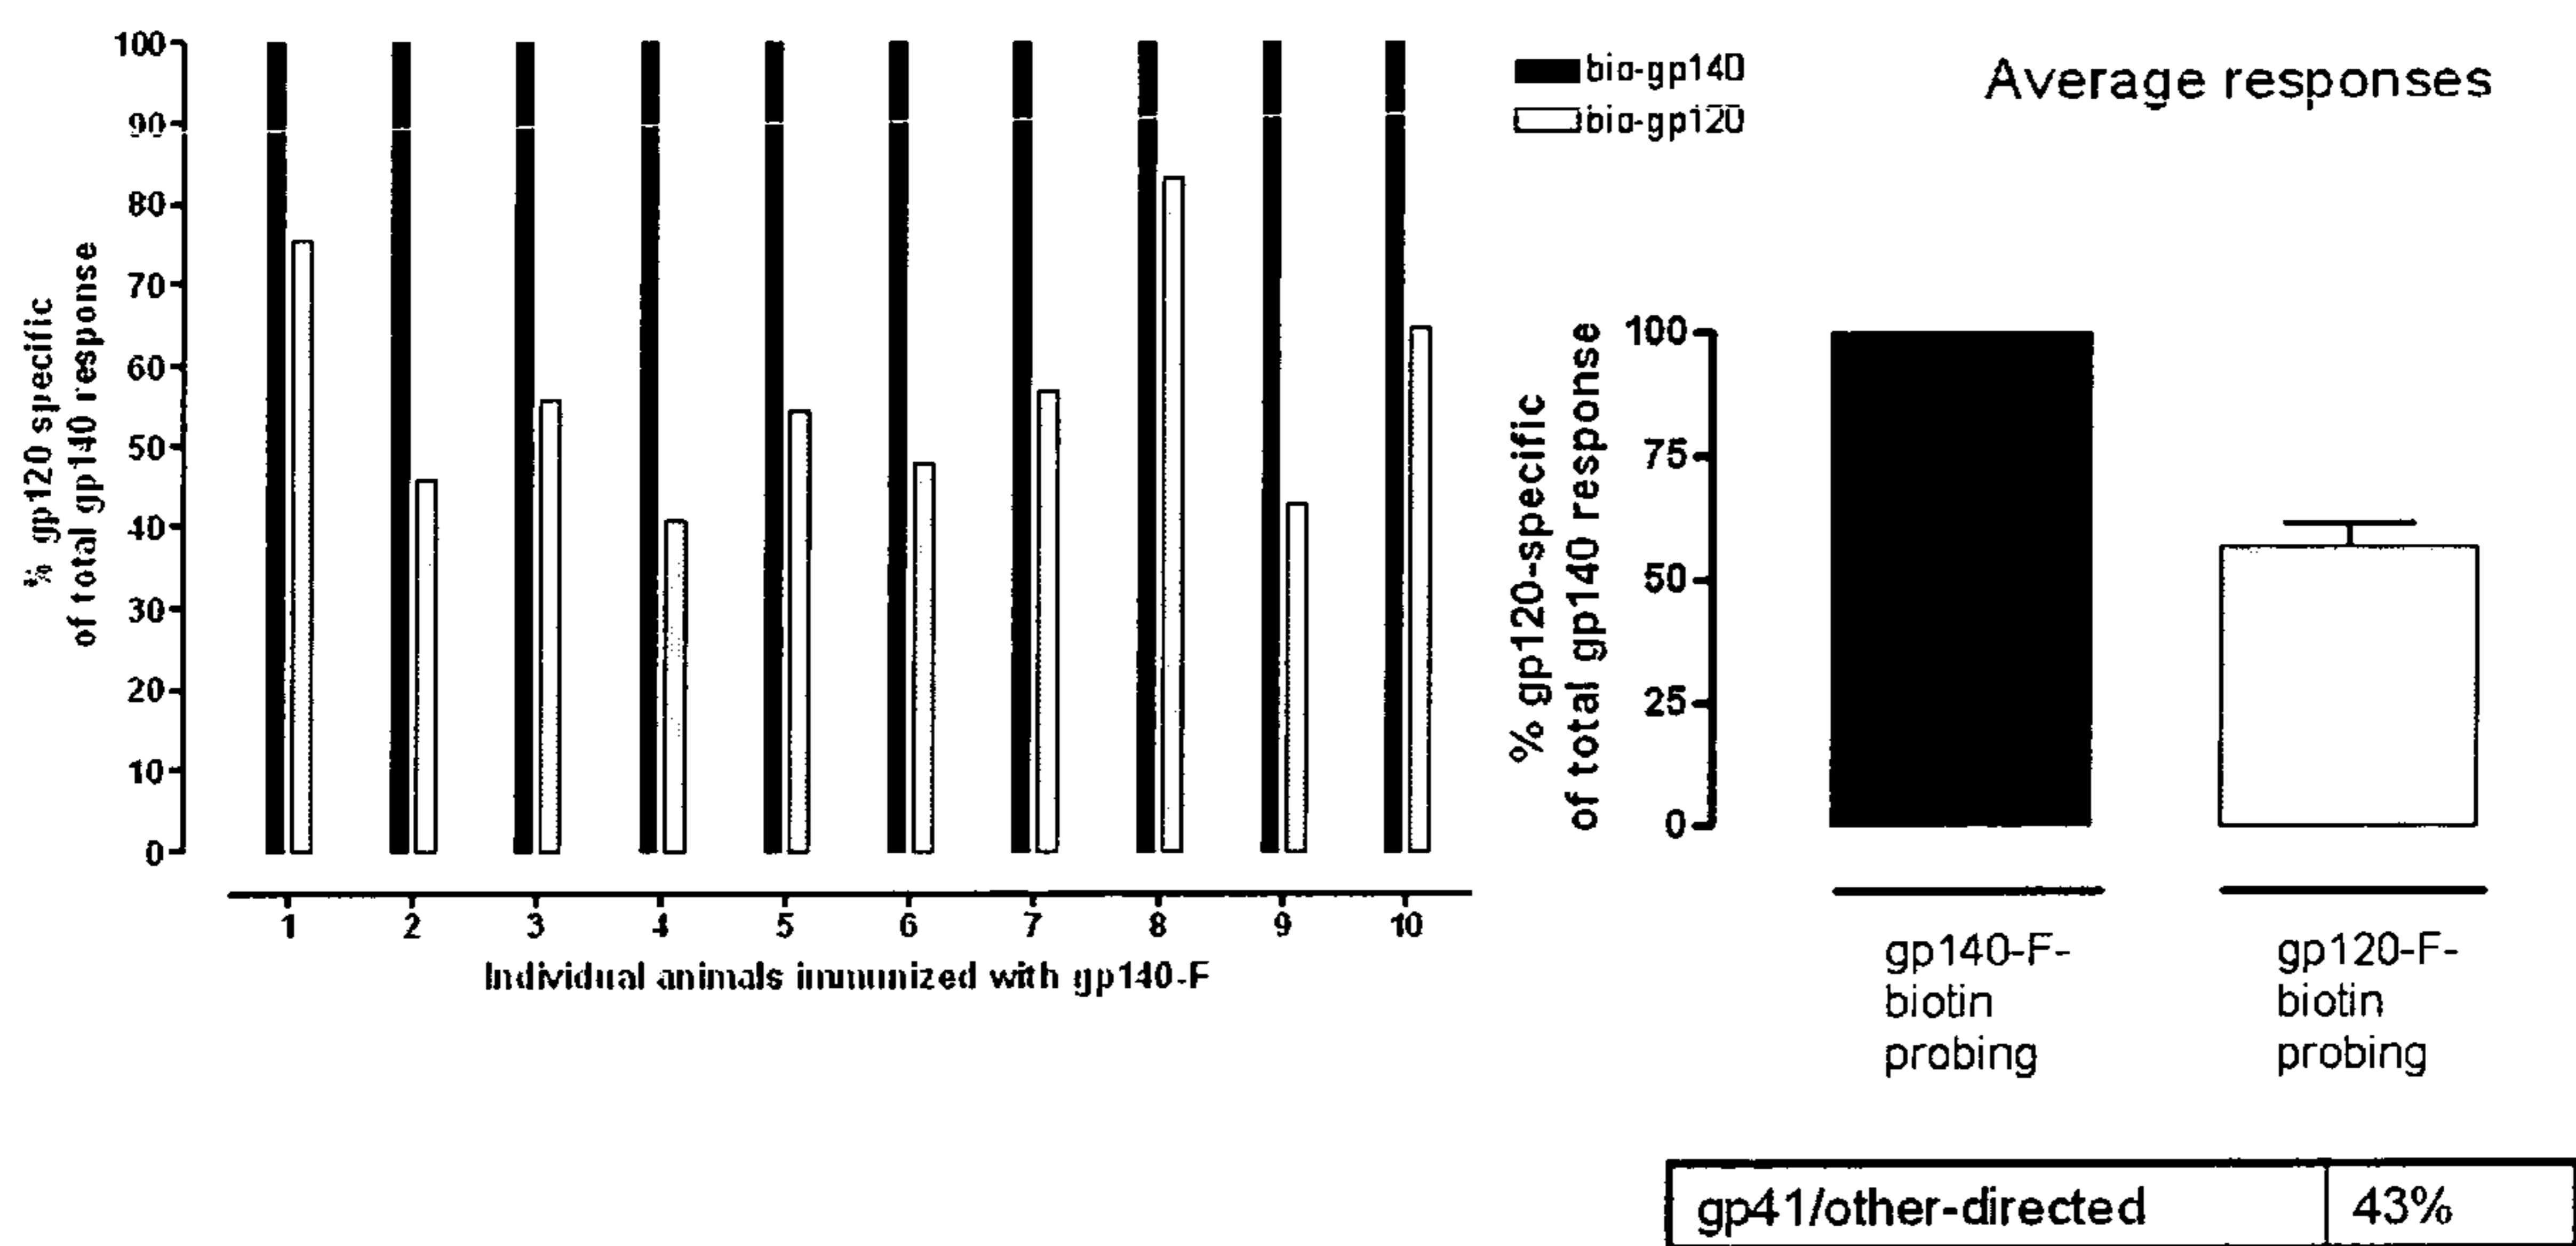 % gp120 specific
of total gp140 response
100
90
80
70
60
50
40
30
20
10
0
1 2 3 4 5 6 7 8 9 10
Individual animals immunized with gp140-F
bio-gp140
bio-gp120
Average responses
% gp120-specific
of total gp140 response
100
75
50
25
0
gp140-F-
biotin
probing
gp120-F-
biotin
probing
gp41/other-directed 43%